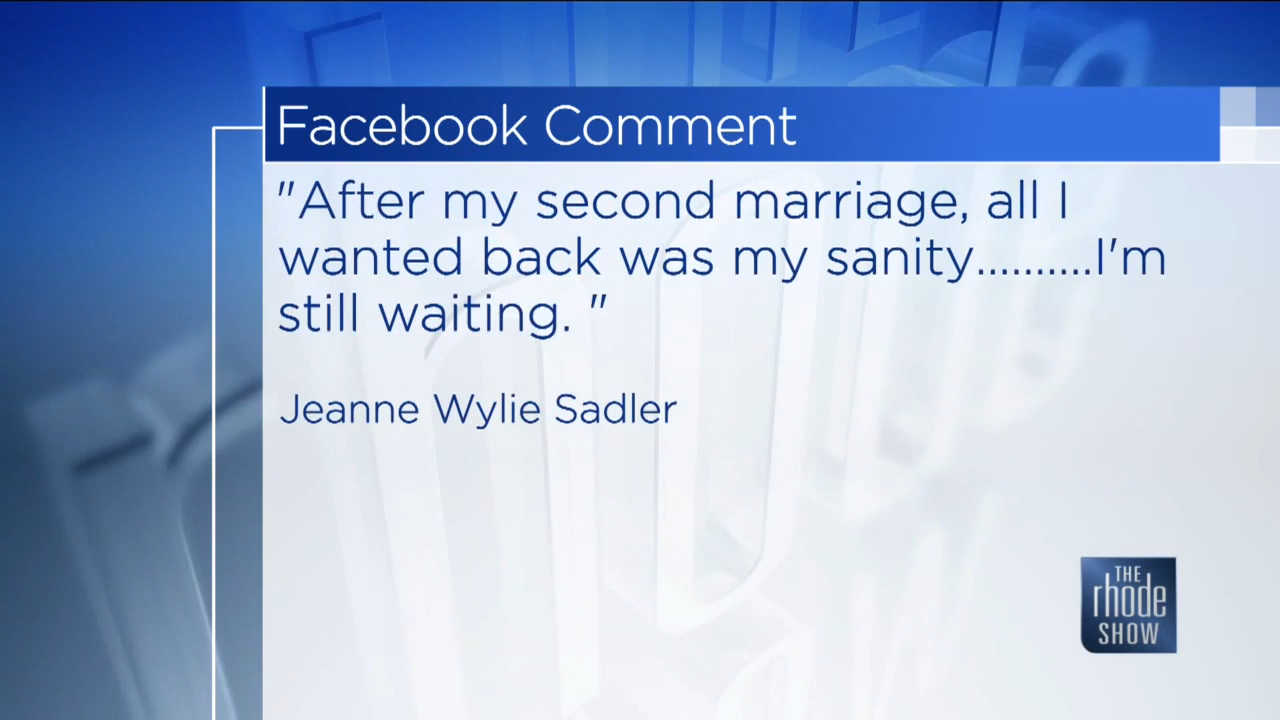 Facebook Comment
"After my second marriage, all I
wanted back was my sanity..........I'm
still waiting. "
Jeanne Wylie Sadler
THE
rhode
SHOW